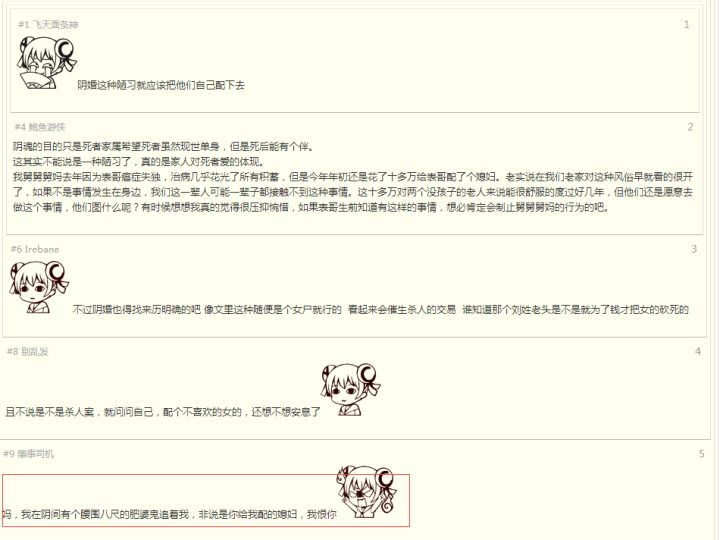 #1 飞天面条神
1
阴婚这种陋习就应该把他们自己配下去
#4 鲍鱼游侠
2
阴魂的目的只是死者家属希望死者虽然现世单身，但是死后能有个伴。
这其实不能说是一种陋习了，真的是家人对死者爱的体现。
我舅舅舅妈去年因为表哥癌症失独，治病几乎花光了所有积蓄，但是今年年初还是花了十多万给表哥配了个媳妇。老实说在我们老家对这种风俗早就看的很开
了，如果不是事情发生在身边，我们这一辈人可能一辈子都接触不到这种事情。这十多万对两个没孩子的老人来说能很舒服的度过好几年，但他们还是愿意去
做这个事情，他们图什么呢？有时候想想我真的觉得很压抑惋惜，如果表哥生前知道有这样的事情，想必肯定会制止舅舅舅妈的行为的吧。
#6 Irebane
3
不过阴婚也得找来历明确的吧 像文里这种随便是个女尸就行的 看起来会催生杀人的交易 谁知道那个刘姓老头是不是就为了钱才把女的砍死的
#8 别乱发
4
且不说是不是杀人案，就问问自己，配个不喜欢的女的，还想不想安息了
#9 肇事司机
5
妈，我在阴间有个腰围八尺的肥婆鬼追着我，非说是你给我配的媳妇，我恨你